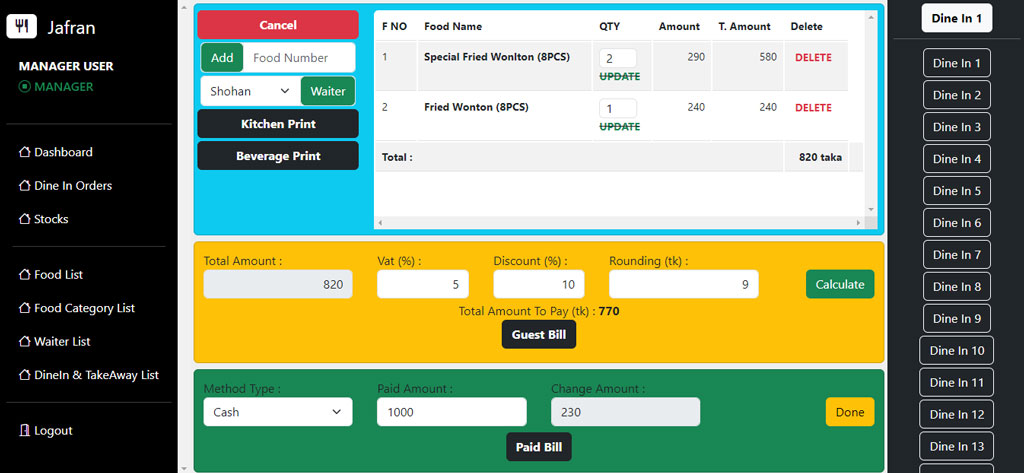 Jafran
MANAGER USER
MANAGER
Dashboard
Dine In Orders
Stocks
Food List
Food Category List
Waiter List
DineIn & TakeAway List
Logout
Cancel
Add Food Number
Shohan Waiter
Kitchen Print
Beverage Print
F NO Food Name QTY Amount T. Amount Delete
1 Special Fried Wonlton (8PCS) 2 290 580 DELETE
UPDATE
2 Fried Wonton (8PCS) 1 240 240 DELETE
UPDATE
Total : 820 taka
Total Amount : Vat (%) : Discount (%) : Rounding (tk) :
820 5 10 9 Calculate
Total Amount To Pay (tk) : 770
Guest Bill
Method Type : Paid Amount : Change Amount :
Cash 1000 230 Done
Paid Bill
Dine In 1
Dine In 1
Dine In 2
Dine In 3
Dine In 4
Dine In 5
Dine In 6
Dine In 7
Dine In 8
Dine In 9
Dine In 10
Dine In 11
Dine In 12
Dine In 13